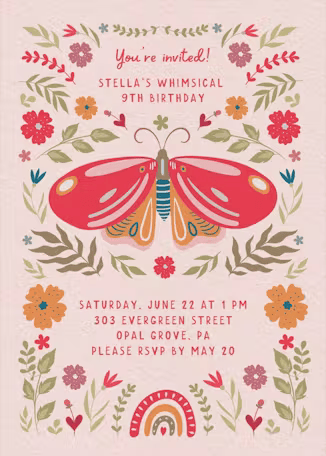 You're invited!
STELLA'S WHIMSICAL
9TH BIRTHDAY
SATURDAY, JUNE 22 AT 1 PM
303 EVERGREEN STREET
OPAL GROVE, PA
PLEASE RSVP BY MAY 20